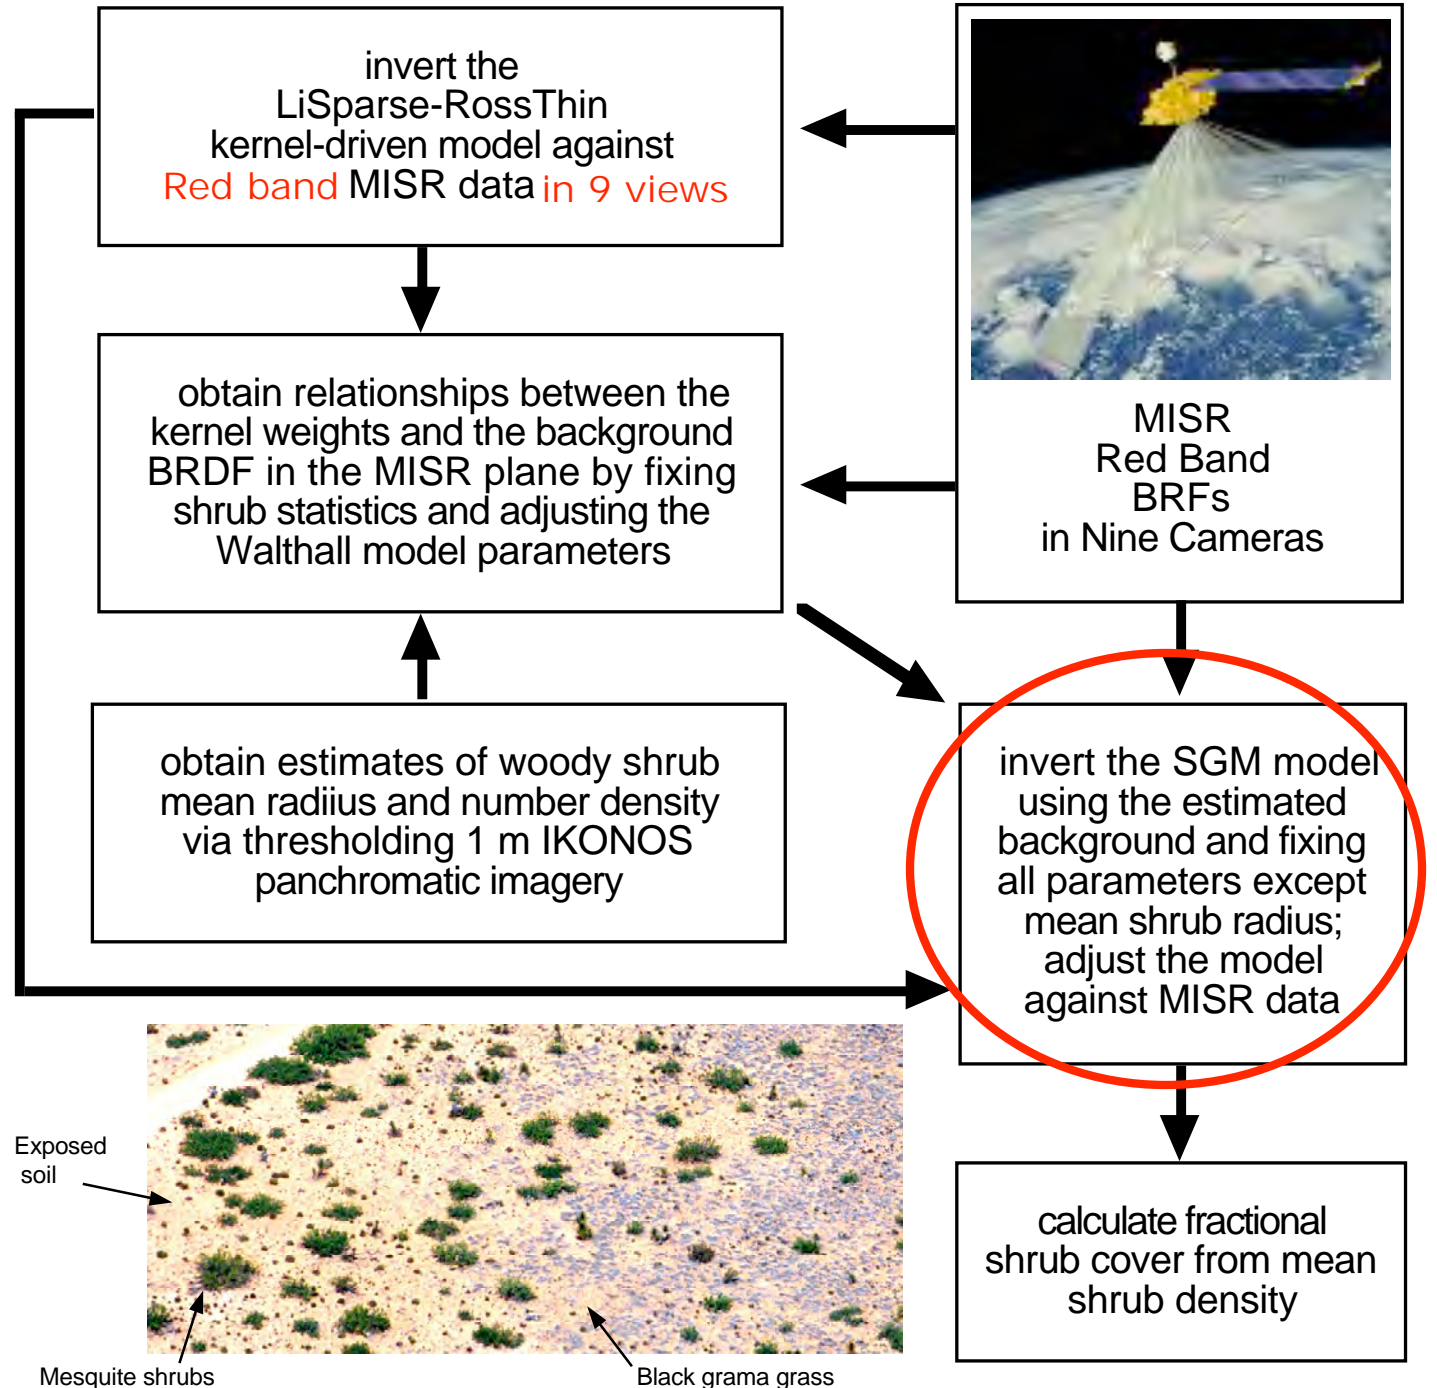 invert the
LiSparse-RossThin
kernel-driven model against
Red band MISR data in 9 views
obtain relationships between the
kernel weights and the background
BRDF in the MISR plane by fixing
shrub statistics and adjusting the
Walthall model parameters
MISR
Red Band
BRFs
in Nine Cameras
obtain estimates of woody shrub
mean radiius and number density
via thresholding 1 m IKONOS
panchromatic imagery
invert the SGM model
using the estimated
background and fixing
all parameters except
mean shrub radius;
adjust the model
against MISR data
Exposed
soil
Mesquite shrubs
Black grama grass
calculate fractional
shrub cover from mean
shrub density